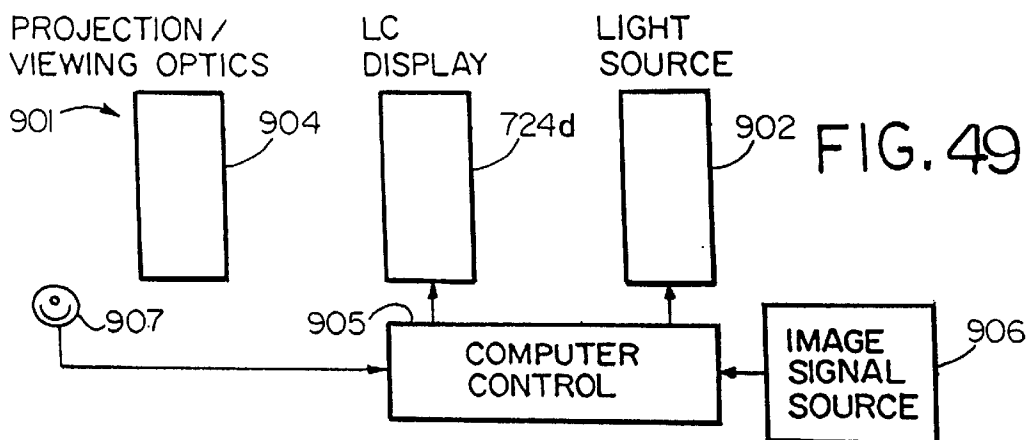 PROJECTION /
VIEWING OPTICS
LC
DISPLAY
LIGHT
SOURCE
901
904
724d
902
FIG. 49
907
905
COMPUTER
CONTROL
IMAGE
SIGNAL
SOURCE
906